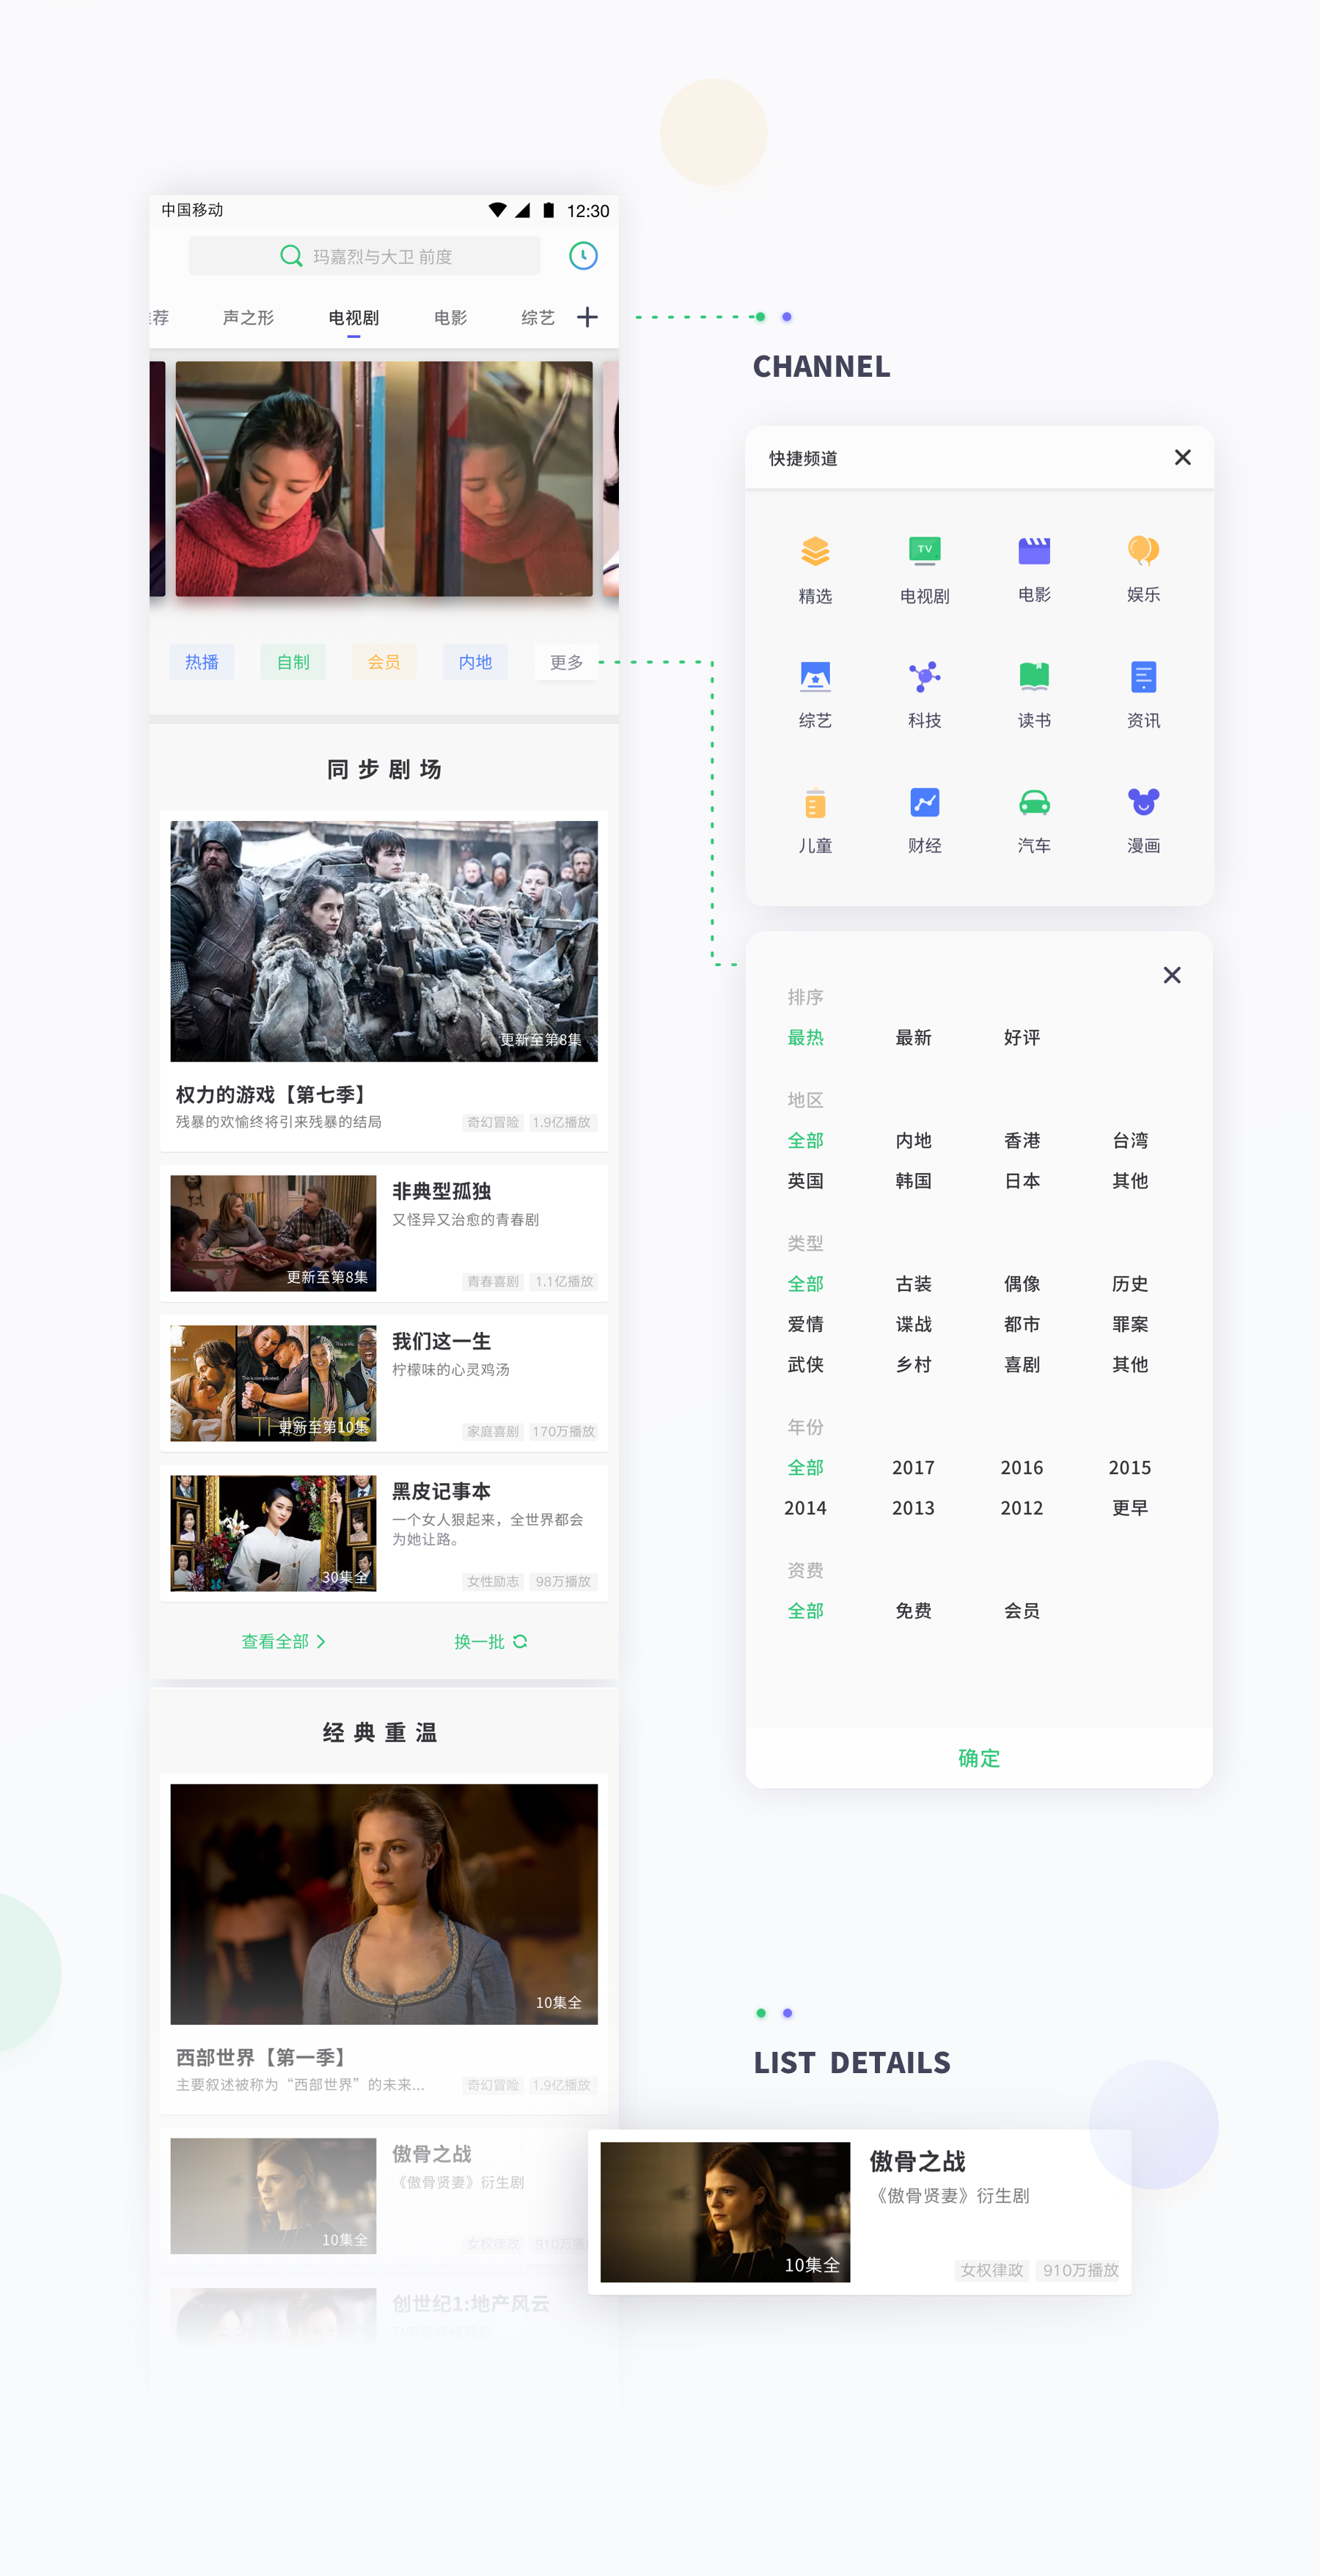 中国移动
12:30
玛嘉烈与大卫 前度
荐
声之形
电视剧
电影
综艺
热播
自制
会员
内地
更多
同步剧场
更新至第8集
权力的游戏【第七季】
残暴的欢愉终将引来残暴的结局
奇幻冒险
1.9亿播放
更新至第8集
非典型孤独
又怪异又治愈的青春剧
青春喜剧
1.1亿播放
更新至第10集
我们这一生
柠檬味的心灵鸡汤
家庭喜剧
170万播放
30集全
黑皮记事本
一个女人狠起来，全世界都会
为她让路。
女性励志
98万播放
查看全部
换一批
经典重温
10集全
西部世界【第一季】
主要叙述被称为“西部世界”的未来...
奇幻冒险
1.9亿播放
10集全
傲骨之战
《傲骨贤妻》衍生剧
女权律政
910万播
创世纪1:地产风云
CHANNEL
快捷频道
TV
精选
电视剧
电影
娱乐
综艺
科技
读书
资讯
儿童
财经
汽车
漫画
排序
最热
最新
好评
地区
全部
内地
香港
台湾
英国
韩国
日本
其他
类型
全部
古装
偶像
历史
爱情
谍战
都市
罪案
武侠
乡村
喜剧
其他
年份
全部
2017
2016
2015
2014
2013
2012
更早
资费
全部
免费
会员
确定
LIST DETAILS
10集全
傲骨之战
《傲骨贤妻》衍生剧
女权律政
910万播放